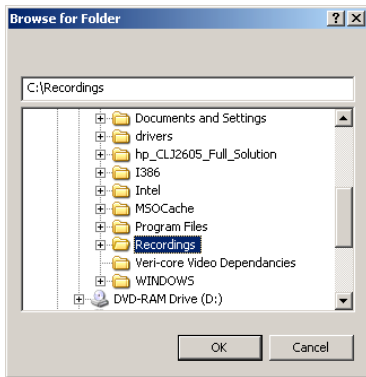 Browse for Folder
C:\Recordings
Documents and Settings
drivers
hp_CLJ2605_Full_Solution
I386
Intel
MSOCache
Program Files
Recordings
Veri-core Video Dependancies
WINDOWS
DVD-RAM Drive (D:)
OK Cancel